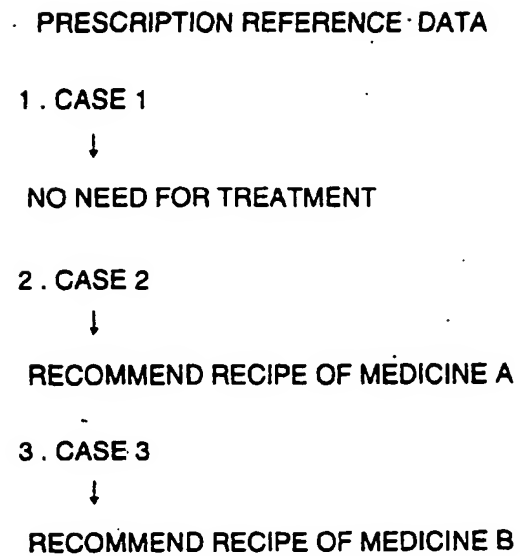 PRESCRIPTION REFERENCE DATA
1 . CASE 1
↓
NO NEED FOR TREATMENT
2 . CASE 2
↓
RECOMMEND RECIPE OF MEDICINE A
3 . CASE 3
↓
RECOMMEND RECIPE OF MEDICINE B